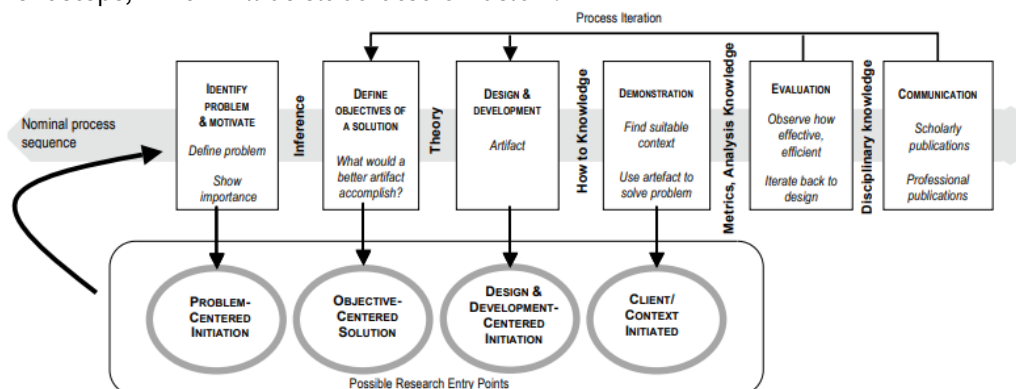 Process Iteration
Nominal process
sequence
IDENTIFY
PROBLEM
& MOTIVATE
Define problem
Show
importance
Inference
DEFINE
OBJECTIVES OF
A SOLUTION
What would a
better artifact
accomplish?
Theory
DESIGN &
DEVELOPMENT
Artifact
How to Knowledge
DEMONSTRATION
Find suitable
context
Use artefact to
solve problem
Metrics, Analysis Knowledge
EVALUATION
Observe how
effective,
efficient
Iterate back to
design
Disciplinary knowledge
COMMUNICATION
Scholarly
publications
Professional
publications
PROBLEM-
CENTERED
INITIATION
OBJECTIVE-
CENTERED
SOLUTION
DESIGN &
DEVELOPMENT-
CENTERED
INITIATION
CLIENT/
CONTEXT
INITIATED
Possible Research Entry Points